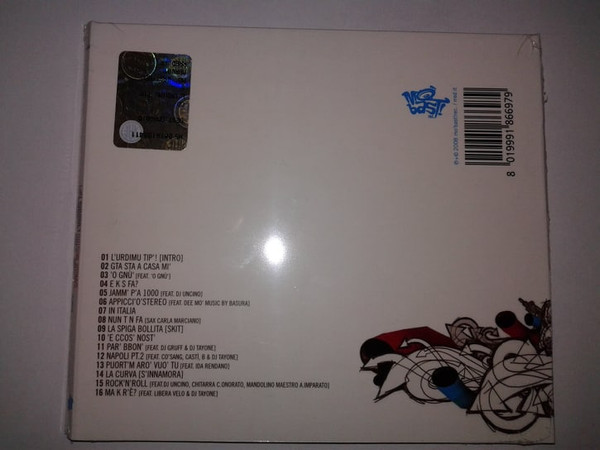 8 019991 866979
01 L'URDIMU TIP'! [INTRO]
02 GTA STA A CASA MI'
03 'O GNÙ [FEAT. 'O GNÙ]
04 E K S FA?
05 JAMM' P'A 1000 (FEAT. DJ UNCINO)
06 APPICCI'O'STEREO (FEAT. DEE MO' MUSIC BY BASURA)
07 IN ITALIA
08 NUN T N FA (SAX CARLA MARCIANO)
09 LA SPIGA BOLLITA [SKIT]
10 'E CCOS' NOST'
11 PAR' BBON' (FEAT. DJ GRUFF & DJ TAYONE)
12 NAPOLI PT.2 (FEAT. CO'SANG, CASTÌ, B & DJ TAYONE)
13 PUORT'M ARO' VUO' TU (FEAT. IDA RENDANO)
14 LA CURVA [S'INNAMORA]
15 ROCK'N'ROLL (FEAT.DJ UNCINO, CHITARRA C.ONORATO, MANDOLINO MAESTRO A.IMPARATO)
16 MA K R'È? (FEAT. LIBERA VELO & DJ TAYONE)